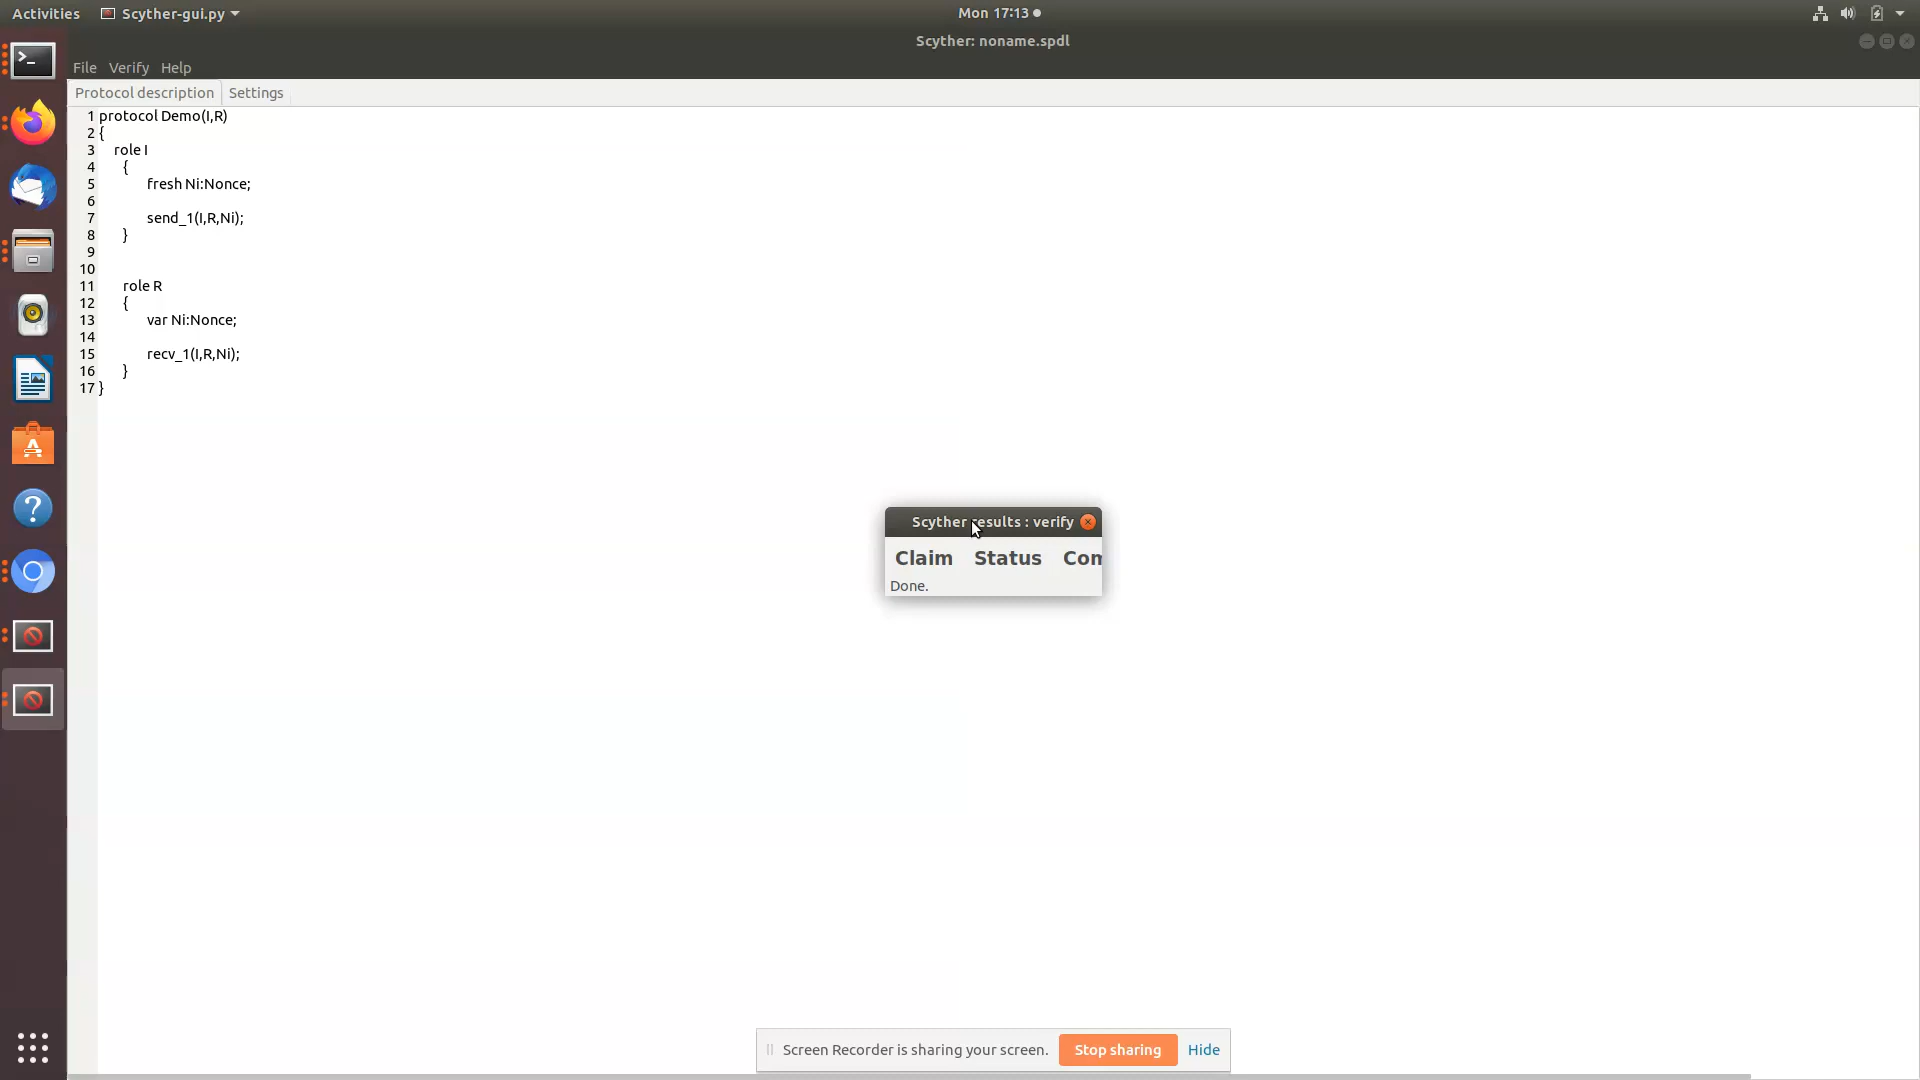 Activities Scyther-gui.py Mon 17:13
Scyther: noname.spdl
File Verify Help
Protocol description Settings
1 protocol Demo(I,R)
2 {
3 role I
4 {
5 fresh Ni:Nonce;
6
7 send_1(I,R,Ni);
8 }
9
10
11 role R
12 {
13 var Ni:Nonce;
14
15 recv_1(I,R,Ni);
16 }
17 }
Scyther results : verify
Claim Status Com
Done.
Screen Recorder is sharing your screen. Stop sharing Hide